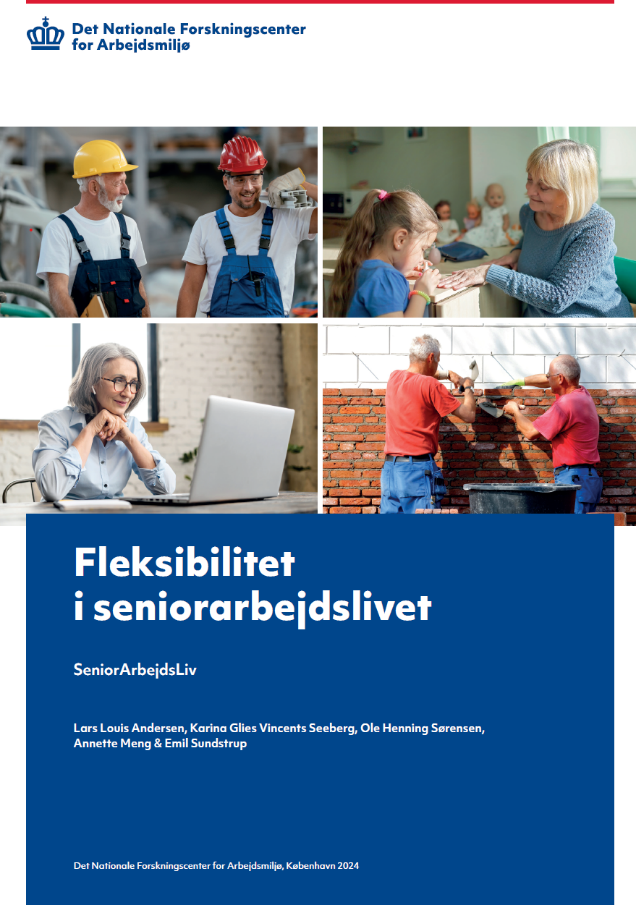 Det Nationale Forskningscenter
for Arbejdsmiljø
Fleksibilitet
i seniorarbejdslivet
SeniorArbejdsLiv
Lars Louis Andersen, Karina Glies Vincents Seeberg, Ole Henning Sørensen,
Annette Meng & Emil Sundstrup
Det Nationale Forskningscenter for Arbejdsmiljø, København 2024